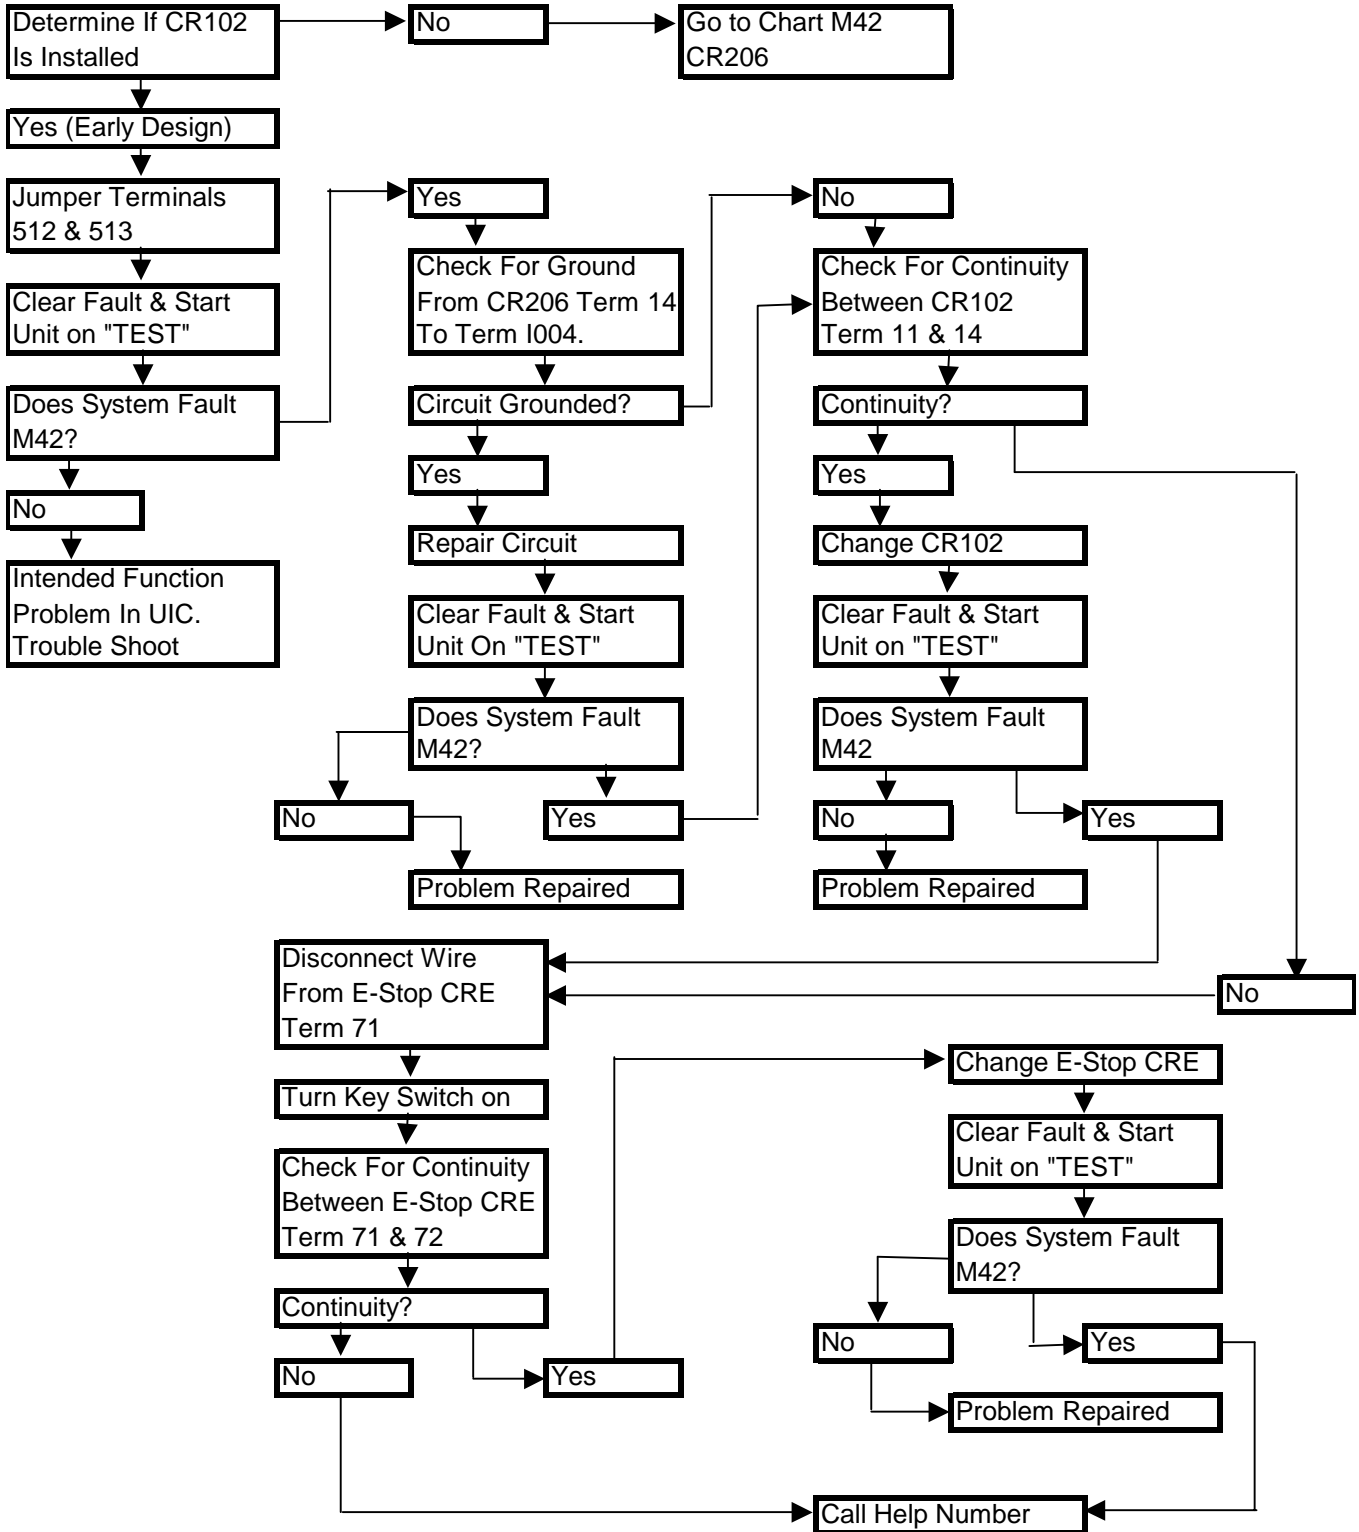 Determine If CR102
Is Installed
No
Go to Chart M42
CR206
Yes (Early Design)
Jumper Terminals
512 & 513
Clear Fault & Start
Unit on "TEST"
Does System Fault
M42?
No
Intended Function
Problem In UIC.
Trouble Shoot
Yes
Check For Ground
From CR206 Term 14
To Term I004.
Circuit Grounded?
Yes
Repair Circuit
Clear Fault & Start
Unit On "TEST"
Does System Fault
M42?
No
Yes
Problem Repaired
No
Check For Continuity
Between CR102
Term 11 & 14
Continuity?
Yes
Change CR102
Clear Fault & Start
Unit on "TEST"
Does System Fault
M42
No
Yes
Problem Repaired
No
Disconnect Wire
From E-Stop CRE
Term 71
Turn Key Switch on
Check For Continuity
Between E-Stop CRE
Term 71 & 72
Continuity?
No
Yes
Change E-Stop CRE
Clear Fault & Start
Unit on "TEST"
Does System Fault
M42?
No
Yes
Problem Repaired
Call Help Number